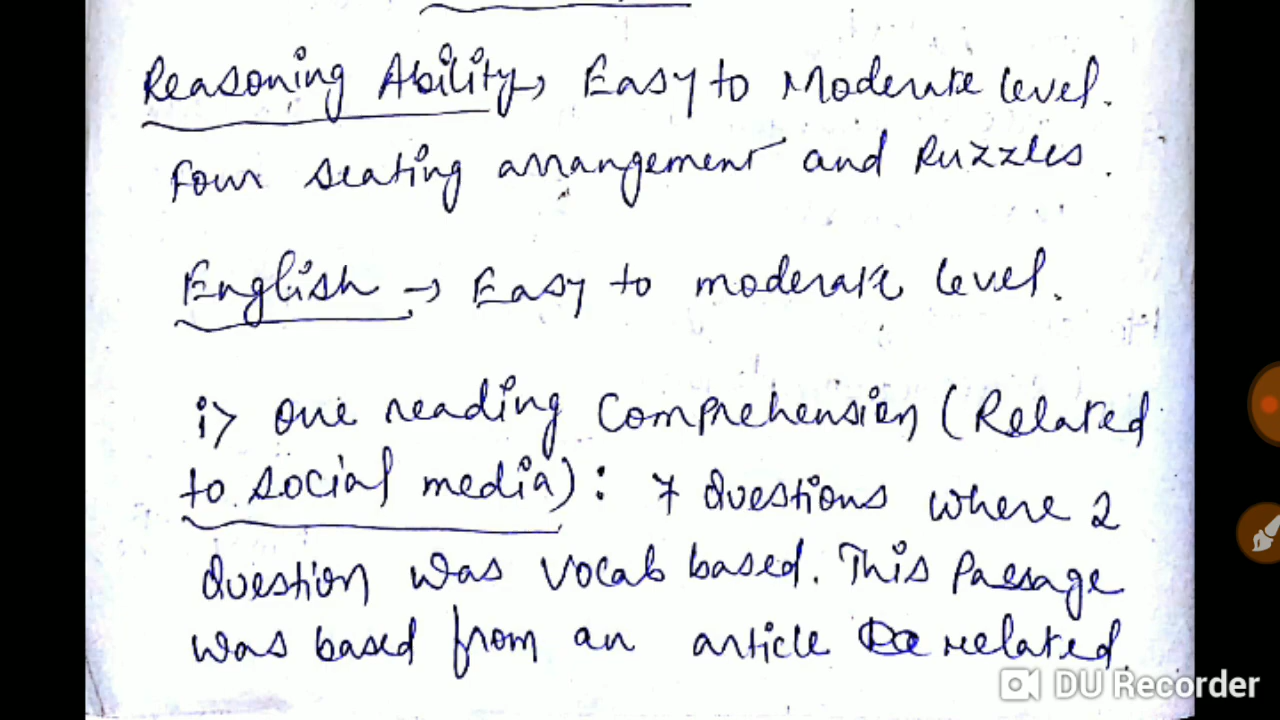 Reasoning Ability → Easy to Moderate level.
Four seating arrangement and Puzzles.
English → Easy to moderate level.
i> One reading Comprehension (Related
to social media): 7 Questions where 2
Question was vocab based. This Passage
was based from an article related.
DU Recorder